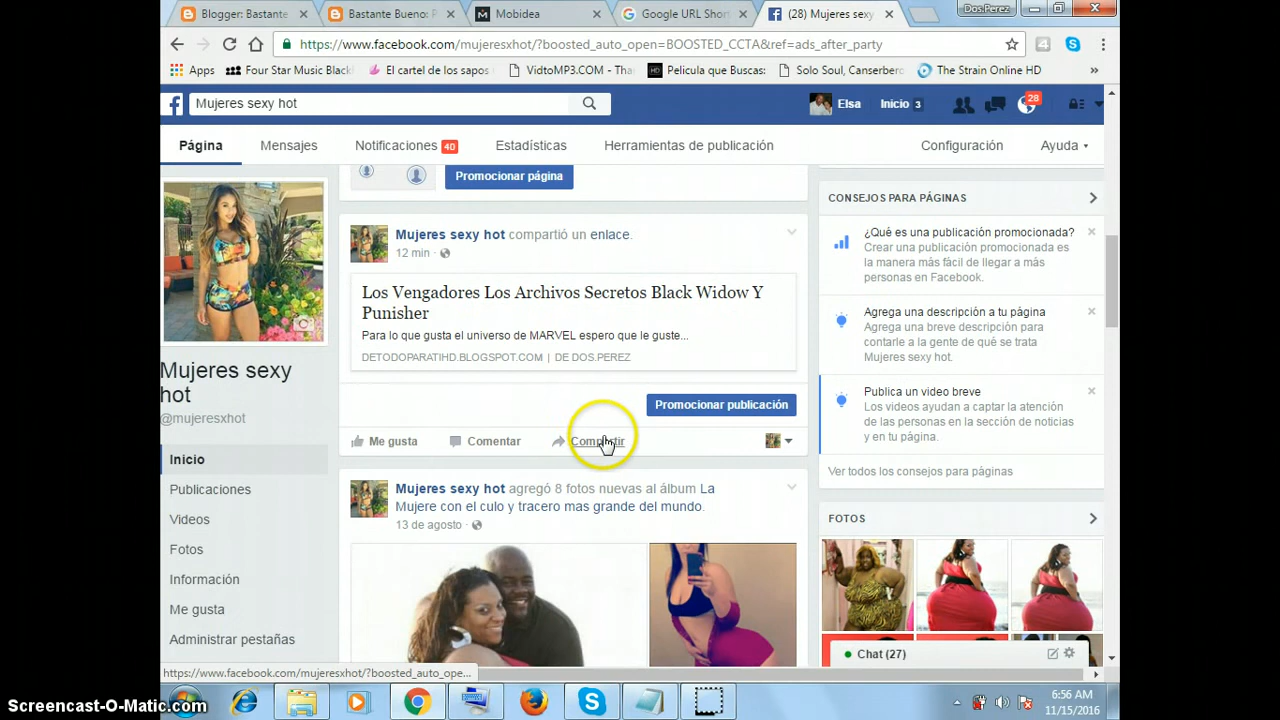 Blogger: Bastante
Bastante Bueno: P
Mobidea
Google URL Short
(28) Mujeres sexy
Dos.Perez
https://www.facebook.com/mujeresxhot/?boosted_auto_open=BOOSTED_CCTA&ref=ads_after_party
Apps
Four Star Music Black
El cartel de los sapos
VidtoMP3.COM - Tha
Pelicula que Buscas:
Solo Soul, Canserber
The Strain Online HD
»
Mujeres sexy hot
Elsa
Inicio 3
28
Página
Mensajes
Notificaciones 40
Estadísticas
Herramientas de publicación
Configuración
Ayuda
Promocionar página
Mujeres sexy hot compartió un enlace.
12 min
Los Vengadores Los Archivos Secretos Black Widow Y
Punisher
Para lo que gusta el universo de MARVEL espero que le guste...
DETODOPARATIHD.BLOGSPOT.COM | DE DOS.PEREZ
Promocionar publicación
Me gusta
Comentar
Compartir
Mujeres sexy hot agregó 8 fotos nuevas al álbum La
Mujere con el culo y tracero mas grande del mundo.
13 de agosto
Mujeres sexy
hot
@mujeresxhot
Inicio
Publicaciones
Videos
Fotos
Información
Me gusta
Administrar pestañas
CONSEJOS PARA PÁGINAS
¿Qué es una publicación promocionada?
Crear una publicación promocionada es
la manera más fácil de llegar a más
personas en Facebook.
Agrega una descripción a tu página
Agrega una breve descripción para
contarle a la gente de qué se trata
Mujeres sexy hot.
Publica un video breve
Los videos ayudan a captar la atención
de las personas en la sección de noticias
y en tu página.
Ver todos los consejos para páginas
FOTOS
Chat (27)
https://www.facebook.com/mujeresxhot/?boosted_auto_ope...
6:56 AM
11/15/2016
Screencast-O-Matic.com